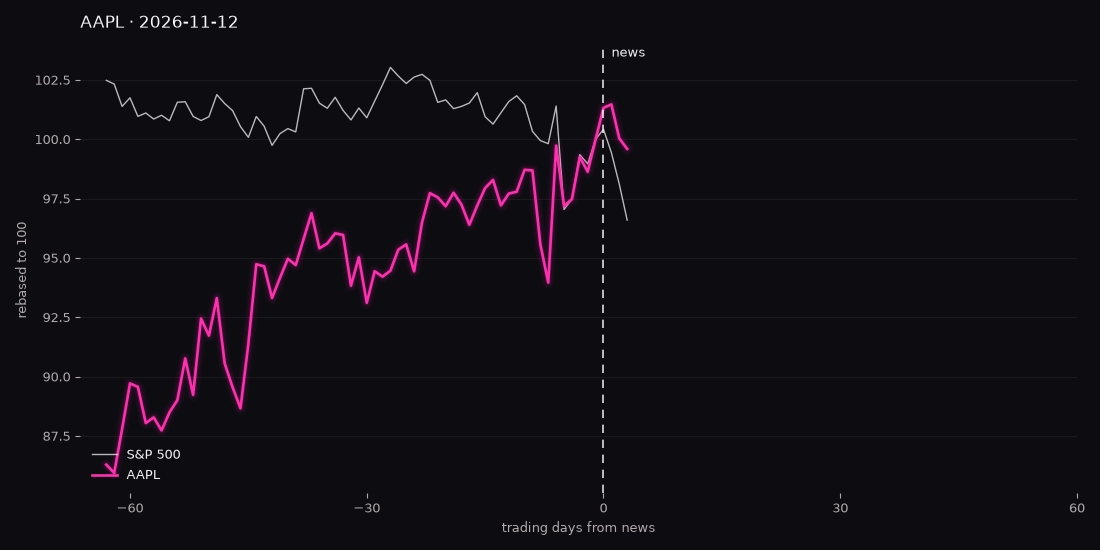 AAPL · 2026-11-12
news
102.5
100.0
97.5
95.0
92.5
90.0
87.5
rebased to 100
S&P 500
AAPL
−60
−30
0
30
60
trading days from news